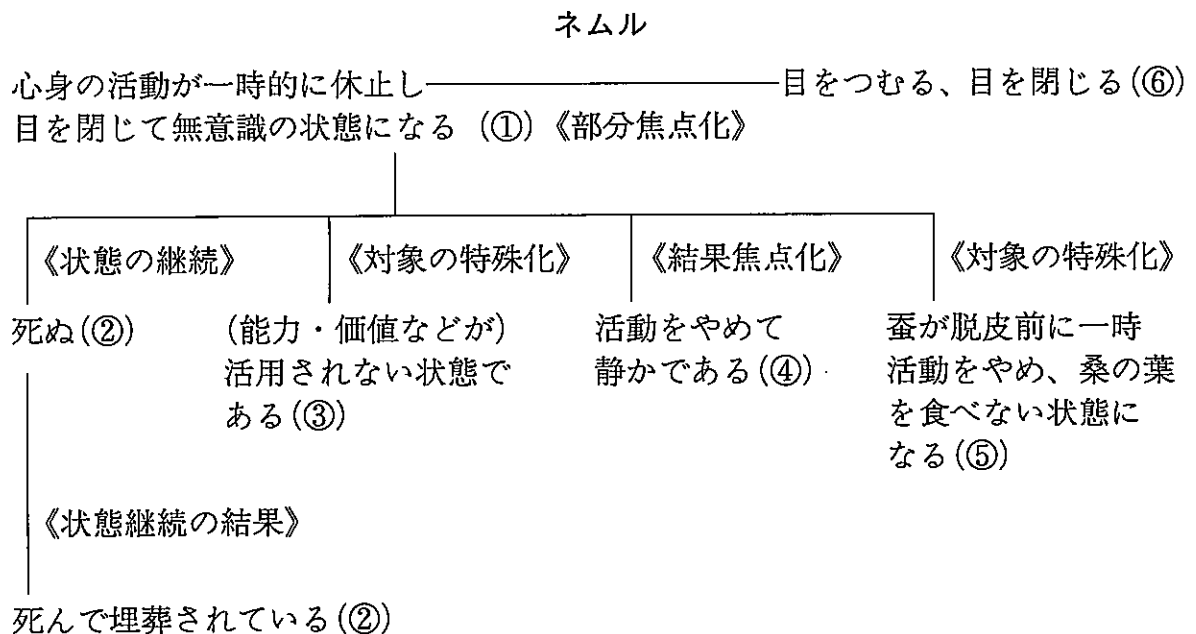 ネムル
心身の活動が一時的に休止し
目をつむる、目を閉じる(⑥)
目を閉じて無意識の状態になる (①)《部分焦点化》
《状態の継続》
《対象の特殊化》
《結果焦点化》
《対象の特殊化》
死ぬ(②)
(能力・価値などが)
活用されない状態で
ある(③)
活動をやめて
静かである(④)
蚕が脱皮前に一時
活動をやめ、桑の葉
を食べない状態に
なる(⑤)
《状態継続の結果》
死んで埋葬されている(②)